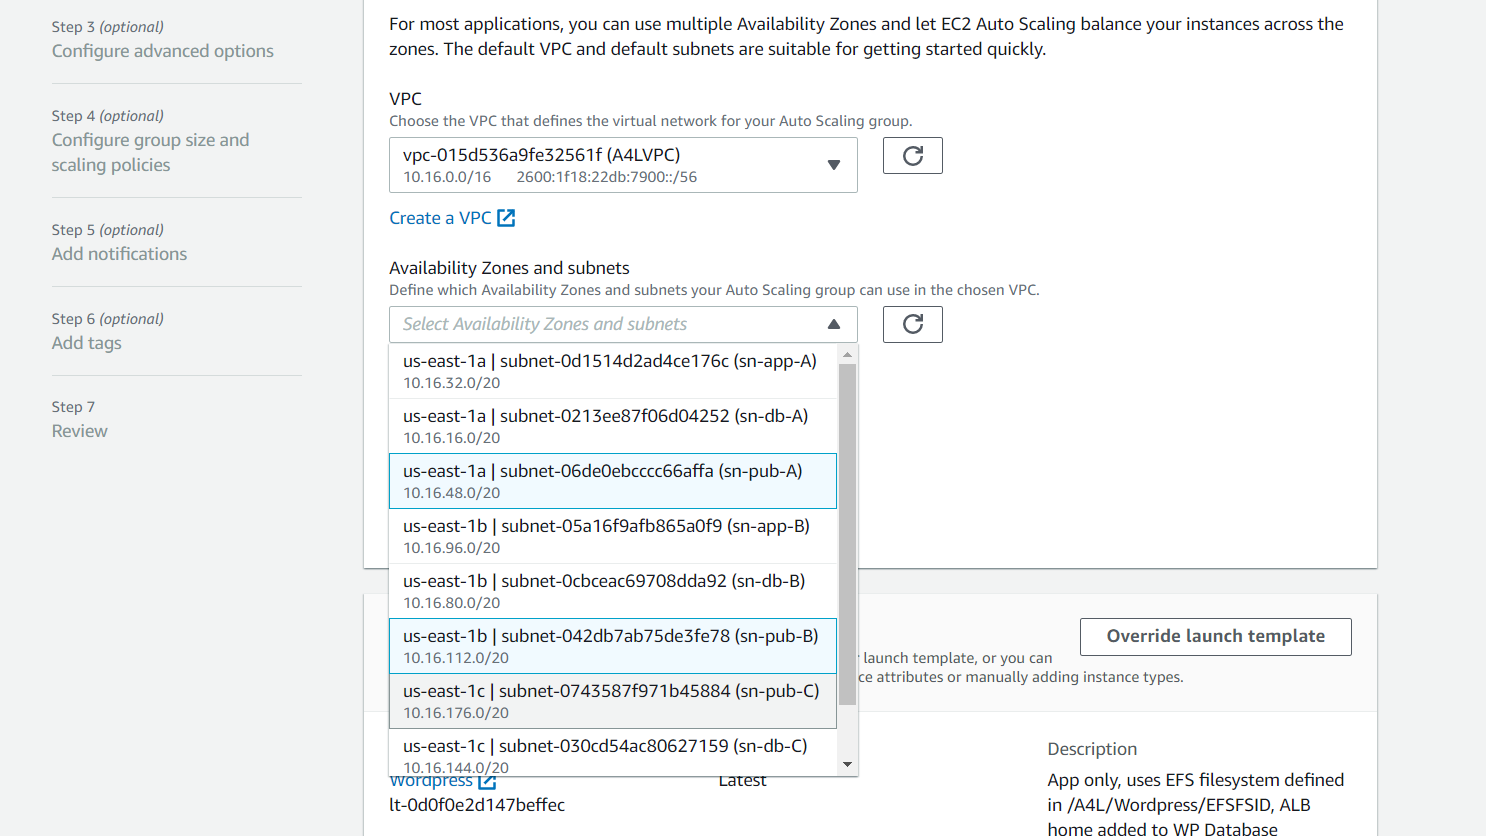 Step 3 (optional)
Configure advanced options
Step 4 (optional)
Configure group size and
scaling policies
Step 5 (optional)
Add notifications
Step 6 (optional)
Add tags
Step 7
Review
For most applications, you can use multiple Availability Zones and let EC2 Auto Scaling balance your instances across the
zones. The default VPC and default subnets are suitable for getting started quickly.
VPC
Choose the VPC that defines the virtual network for your Auto Scaling group.
vpc-015d536a9fe32561f (A4LVPC)
10.16.0.0/16 2600:1f18:22db:7900::/56
Create a VPC
Availability Zones and subnets
Define which Availability Zones and subnets your Auto Scaling group can use in the chosen VPC.
Select Availability Zones and subnets
us-east-1a | subnet-0d1514d2ad4ce176c (sn-app-A)
10.16.32.0/20
us-east-1a | subnet-0213ee87f06d04252 (sn-db-A)
10.16.16.0/20
us-east-1a | subnet-06de0ebcccc66affa (sn-pub-A)
10.16.48.0/20
us-east-1b | subnet-05a16f9afb865a0f9 (sn-app-B)
10.16.96.0/20
us-east-1b | subnet-0cbceac69708dda92 (sn-db-B)
10.16.80.0/20
us-east-1b | subnet-042db7ab75de3fe78 (sn-pub-B)
10.16.112.0/20
us-east-1c | subnet-0743587f971b45884 (sn-pub-C)
10.16.176.0/20
us-east-1c | subnet-030cd54ac80627159 (sn-db-C)
10.16.144.0/20
Override launch template
launch template, or you can
ce attributes or manually adding instance types.
Wordpress
lt-0d0f0e2d147beffec
Latest
Description
App only, uses EFS filesystem defined
in /A4L/Wordpress/EFSFSID, ALB
home added to WP Database